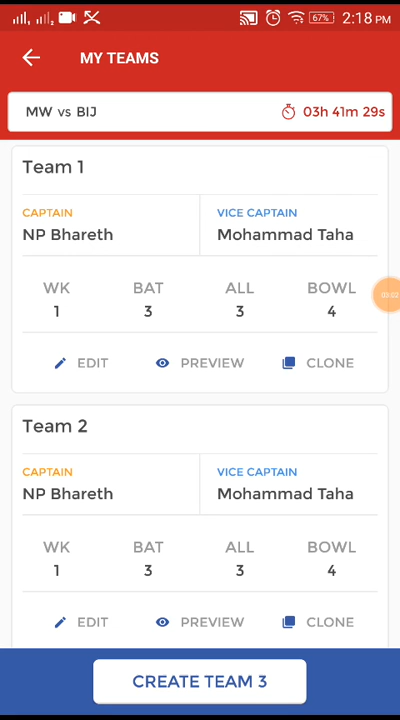 67% 2:18 PM
MY TEAMS
MW vs BIJ 03h 41m 29s
Team 1
CAPTAIN VICE CAPTAIN
NP Bhareth Mohammad Taha
WK BAT ALL BOWL
1 3 3 4
EDIT PREVIEW CLONE
Team 2
CAPTAIN VICE CAPTAIN
NP Bhareth Mohammad Taha
WK BAT ALL BOWL
1 3 3 4
EDIT PREVIEW CLONE
CREATE TEAM 3